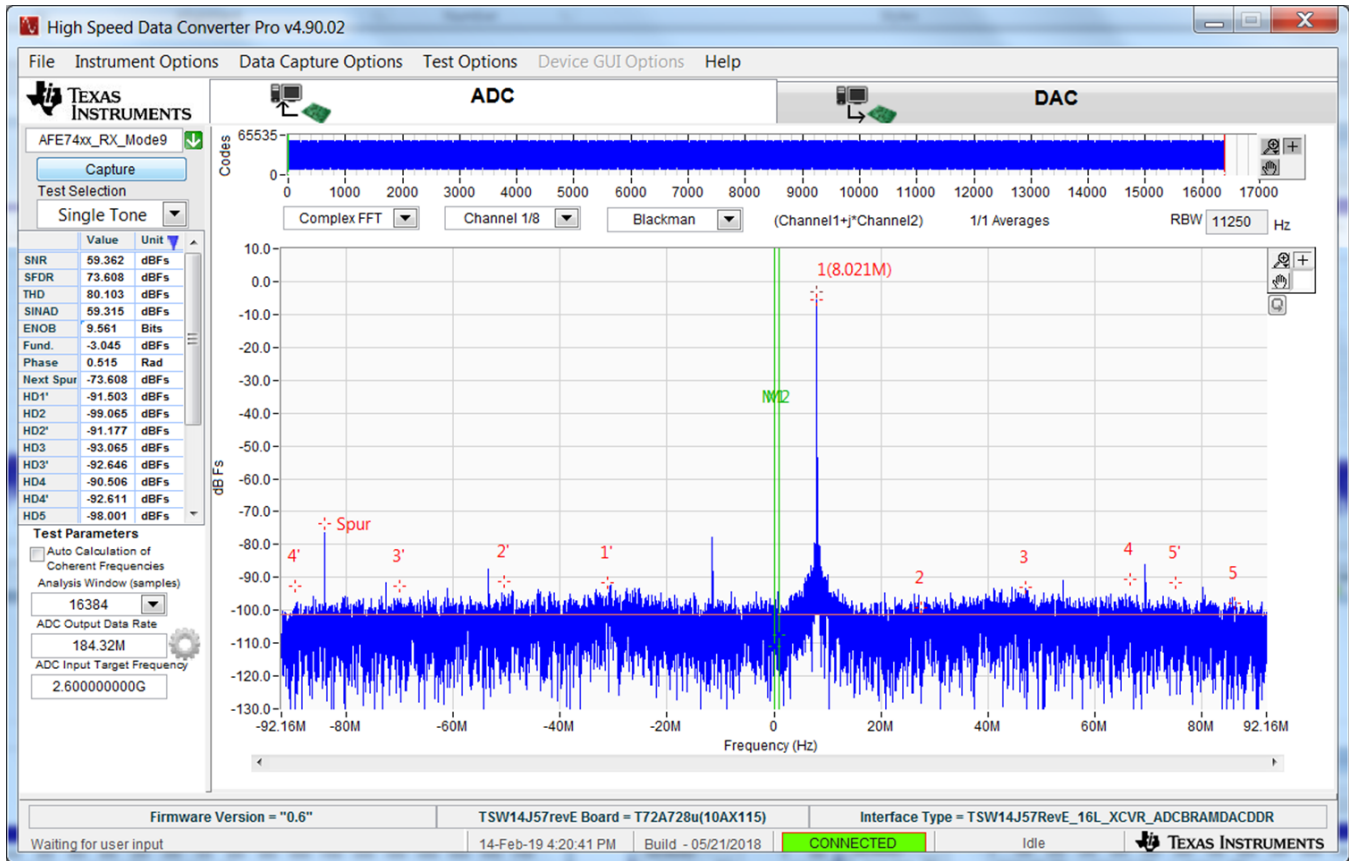 High Speed Data Converter Pro v4.90.02
File Instrument Options Data Capture Options Test Options Device GUI Options Help
TEXAS INSTRUMENTS
ADC
DAC
AFE74xx_RX_Mode9
Capture
Test Selection
Single Tone
Value Unit
SNR 59.362 dBFs
SFDR 73.608 dBFs
THD 80.103 dBFs
SINAD 59.315 dBFs
ENOB 9.561 Bits
Fund. -3.045 dBFs
Phase 0.515 Rad
Next Spur -73.608 dBFs
HD1' -91.503 dBFs
HD2 -99.065 dBFs
HD2' -91.177 dBFs
HD3 -93.065 dBFs
HD3' -92.646 dBFs
HD4 -90.506 dBFs
HD4' -92.611 dBFs
HD5 -98.001 dBFs
Test Parameters
Auto Calculation of
Coherent Frequencies
Analysis Window (samples)
16384
ADC Output Data Rate
184.32M
ADC Input Target Frequency
2.600000000G
Codes
65535
0
0 1000 2000 3000 4000 5000 6000 7000 8000 9000 10000 11000 12000 13000 14000 15000 16000 17000
Complex FFT Channel 1/8 Blackman (Channel1+j*Channel2) 1/1 Averages RBW 11250 Hz
dBFs
10.0
0.0
-10.0
-20.0
-30.0
-40.0
-50.0
-60.0
-70.0
-80.0
-90.0
-100.0
-110.0
-120.0
-130.0
1(8.021M)
Spur
4' 3' 2' 1' 2 3 4 5' 5
-92.16M -80M -60M -40M -20M 0 20M 40M 60M 80M 92.16M
Frequency (Hz)
Firmware Version = "0.6" TSW14J57revE Board = T72A728u(10AX115) Interface Type = TSW14J57RevE_16L_XCVR_ADCBRAMDACDDR
Waiting for user input 14-Feb-19 4:20:41 PM Build - 05/21/2018 CONNECTED Idle TEXAS INSTRUMENTS